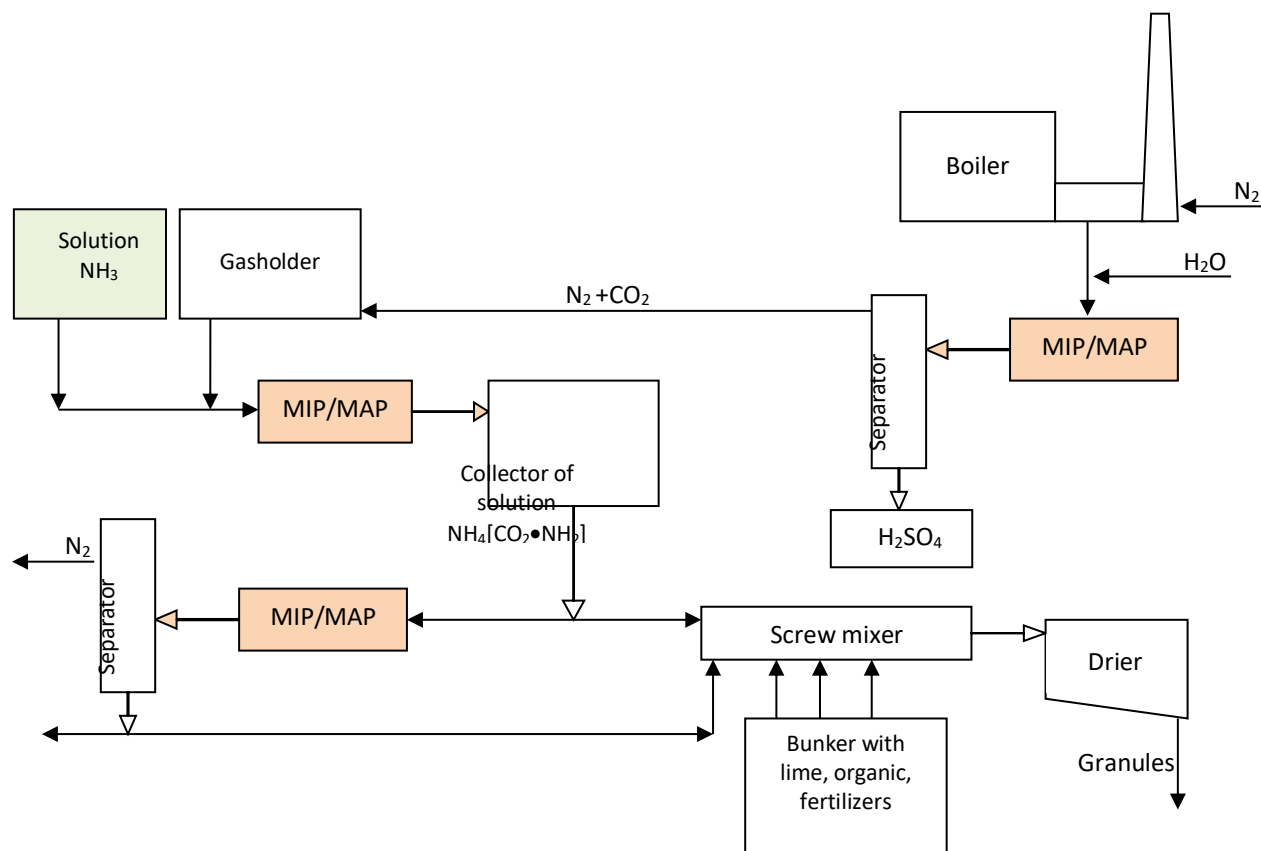 Boiler
N₂
H₂O
Solution
NH₃
Gasholder
N₂ +CO₂
MIP/MAP
Separator
MIP/MAP
Collector of
solution
NH₄[CO₂•NH₂]
H₂SO₄
N₂
Separator
MIP/MAP
Screw mixer
Drier
Bunker with
lime, organic,
fertilizers
Granules